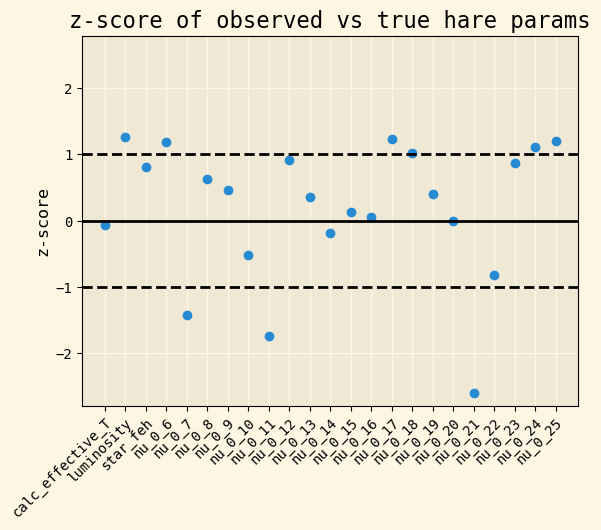 z-score of observed vs true hare params
z-score
2
1
0
−1
−2
calc_effective_T
luminosity
star_feh
nu_0_6
nu_0_7
nu_0_8
nu_0_9
nu_0_10
nu_0_11
nu_0_12
nu_0_13
nu_0_14
nu_0_15
nu_0_16
nu_0_17
nu_0_18
nu_0_19
nu_0_20
nu_0_21
nu_0_22
nu_0_23
nu_0_24
nu_0_25